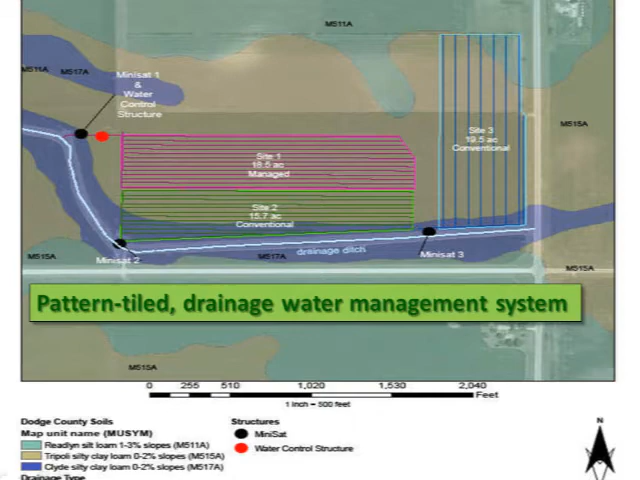 M511A
M511A
M517A
Minisat 1
&
Water
Control
Structure
M515A
Site 3
19.5 ac
Conventional
Site 1
18.5 ac
Managed
Site 2
15.7 ac
Conventional
drainage ditch
M515A
Minisat 2
M517A
Minisat 3
M515A
Pattern-tiled, drainage water management system
M515A
0 255 510 1,020 1,530 2,040
Feet
1 inch = 500 feet
Dodge County Soils
Map unit name (MUSYM)
Readlyn silt loam 1-3% slopes (M511A)
Tripoli silty clay loam 0-2% slopes (M515A)
Clyde silty clay loam 0-2% slopes (M517A)
Drainage Type
Structures
MiniSat
Water Control Structure
N